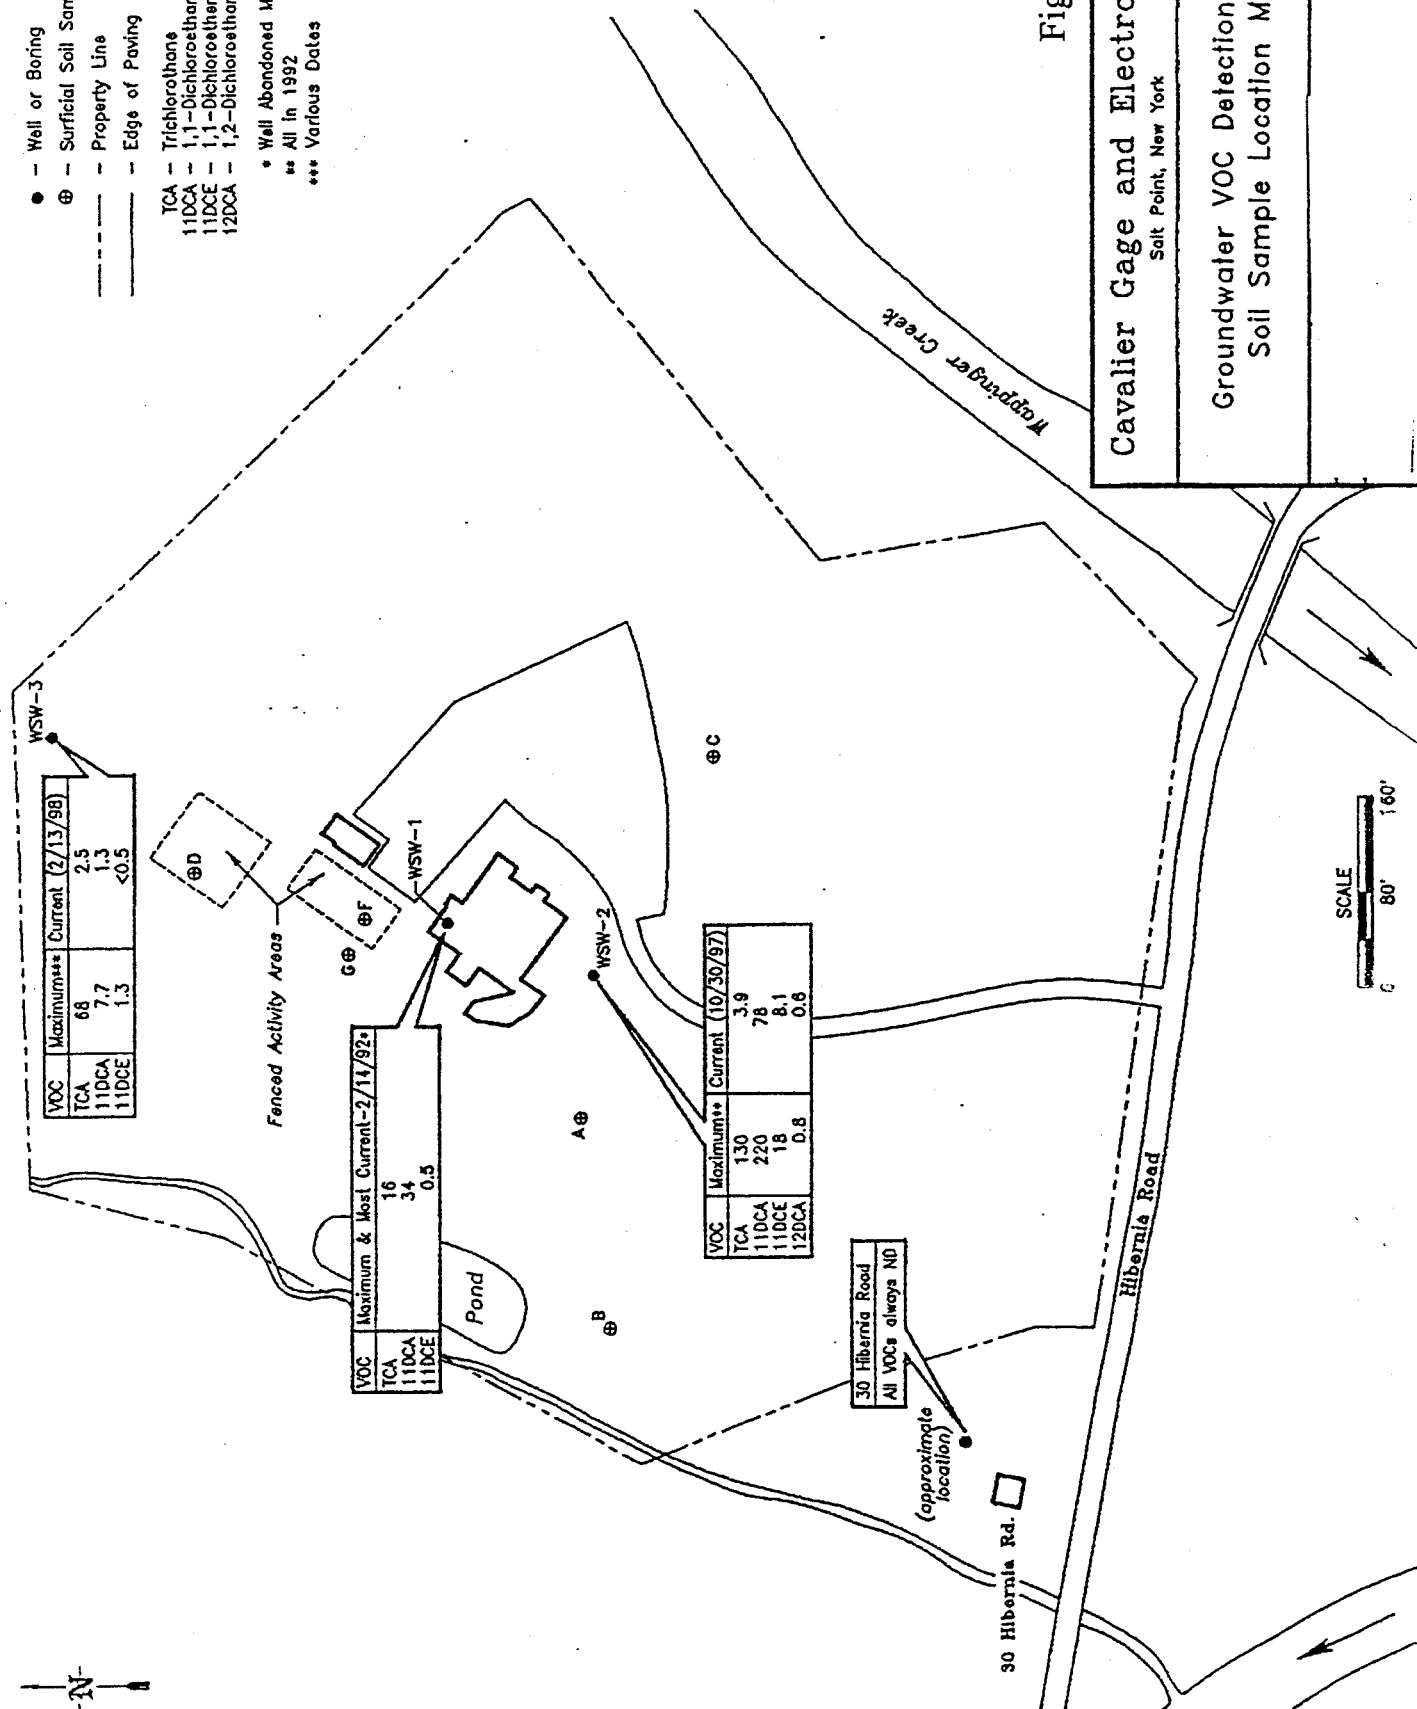 ● - Well or Boring
⊕ - Surficial Soil Sam
- Property Line
- Edge of Paving
TCA - Trichlorothane
11DCA - 1,1-Dichloroethan
11DCE - 1,1-Dichloroether
12DCA - 1,2-Dichloroethan
* Well Abandoned
** All in 1992
*** Various Dates
WSW-3
VOC Maximum*** Current (2/13/98)
TCA 68 2.5
11DCA 7.7 1.3
11DCE 1.3 <0.5
Fenced Activity Areas
⊕D
⊕F
G⊕
WSW-1
VOC Maximum & Most Current-2/14/92*
TCA 16
11DCA 34
11DCE 0.5
Pond
A⊕
B
⊕
⊕C
WSW-2
VOC Maximum** Current (10/30/97)
TCA 130 3.9
11DCA 220 78
11DCE 18 8.1
12DCA 0.8 0.6
30 Hibernia Road
All VOCs always ND
(approximate
location)
30 Hibernia Rd.
Hibernia Road
Wappinger Creek
SCALE
0 80' 160'
N
Fig
Cavalier Gage and Electro
Salt Point, New York
Groundwater VOC Detection
Soil Sample Location M